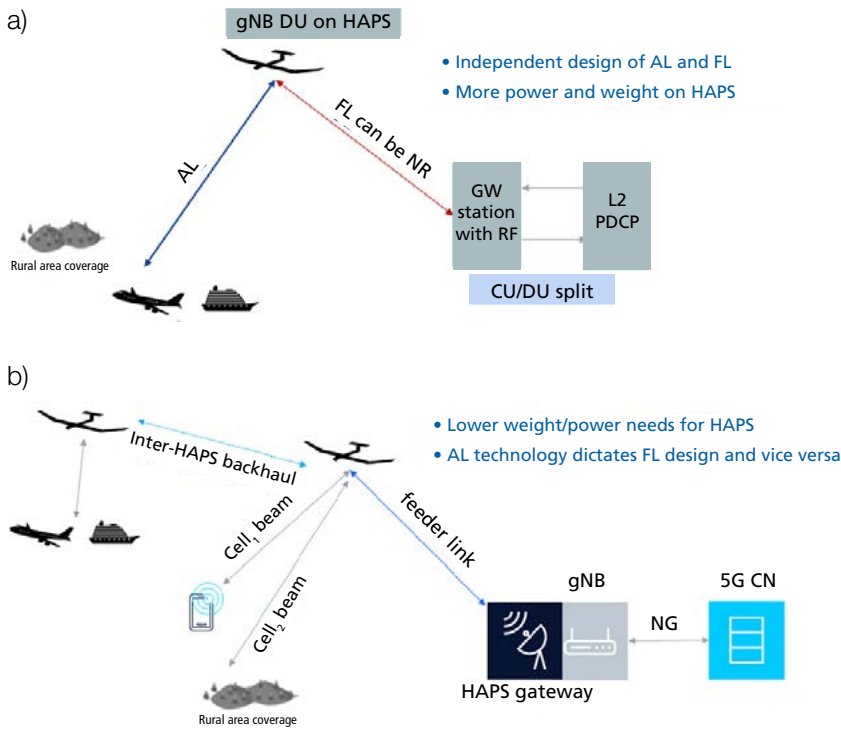 a)
gNB DU on HAPS
• Independent design of AL and FL
• More power and weight on HAPS
AL
FL can be NR
GW
station
with RF
L2
PDCP
Rural area coverage
CU/DU split
b)
• Lower weight/power needs for HAPS
• AL technology dictates FL design and vice versa
Inter-HAPS backhaul
Cell₁ beam
feeder link
Cell₂ beam
gNB
5G CN
NG
HAPS gateway
Rural area coverage